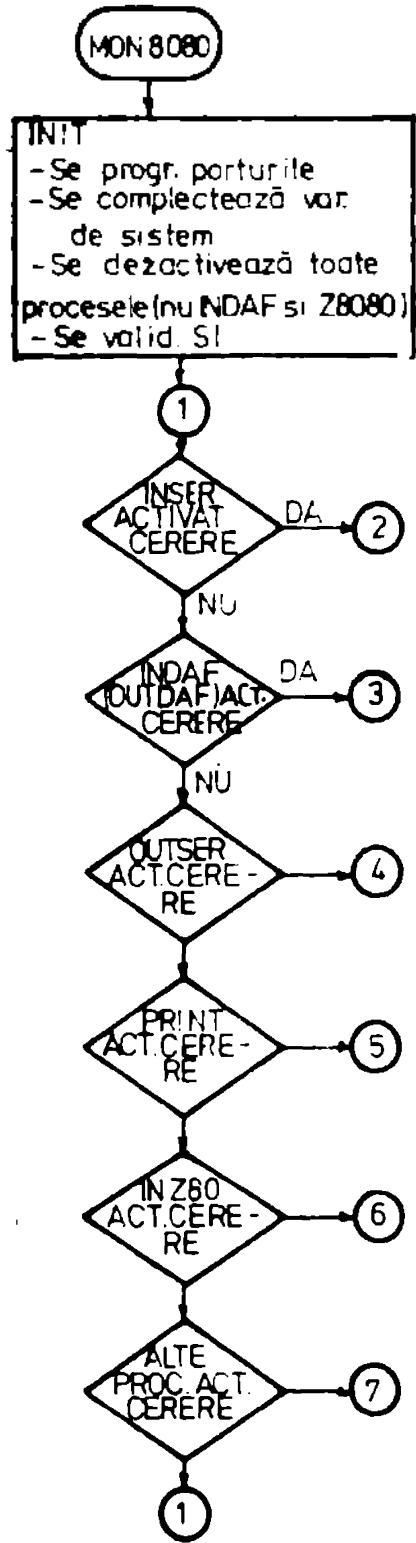 MON 8080
INIT
- Se progr. porturile
- Se complectează var.
de sistem
- Se dezactivează toate
procesele (nu INDAF si Z8080)
- Se valid. SI
1
INSER
ACTIVAT
CERERE
DA
2
NU
INDAF
(OUTDAF) ACT.
CERERE
DA
3
NU
OUTSER
ACT. CERE -
RE
4
PRINT
ACT. CERE -
RE
5
IN Z80
ACT. CERE -
RE
6
ALTE
PROC. ACT.
CERERE
7
1